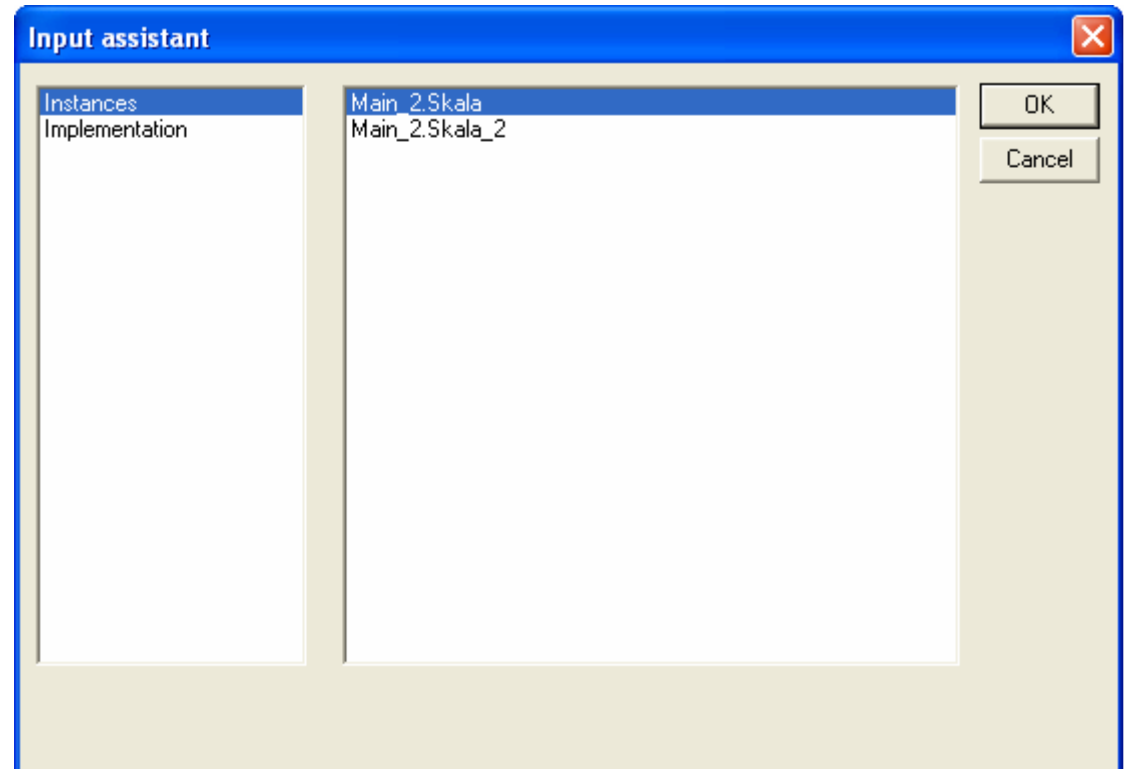 Input assistant
Instances
Implementation
Main_2.Skala
Main_2.Skala_2
OK
Cancel